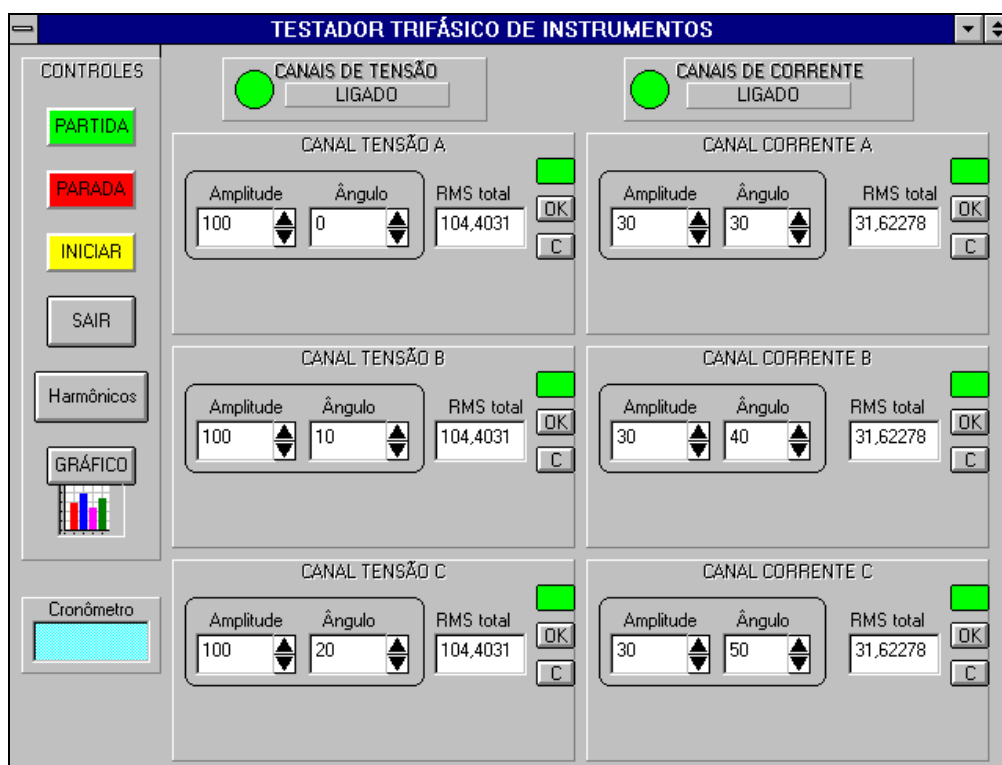 TESTADOR TRIFÁSICO DE INSTRUMENTOS
CONTROLES
PARTIDA
PARADA
INICIAR
SAIR
Harmônicos
GRÁFICO
Cronômetro
CANAIS DE TENSÃO
LIGADO
CANAIS DE CORRENTE
LIGADO
CANAL TENSÃO A
Amplitude Ângulo RMS total
100 0 104,4031 OK
C
CANAL CORRENTE A
Amplitude Ângulo RMS total
30 30 31,62278 OK
C
CANAL TENSÃO B
Amplitude Ângulo RMS total
100 10 104,4031 OK
C
CANAL CORRENTE B
Amplitude Ângulo RMS total
30 40 31,62278 OK
C
CANAL TENSÃO C
Amplitude Ângulo RMS total
100 20 104,4031 OK
C
CANAL CORRENTE C
Amplitude Ângulo RMS total
30 50 31,62278 OK
C